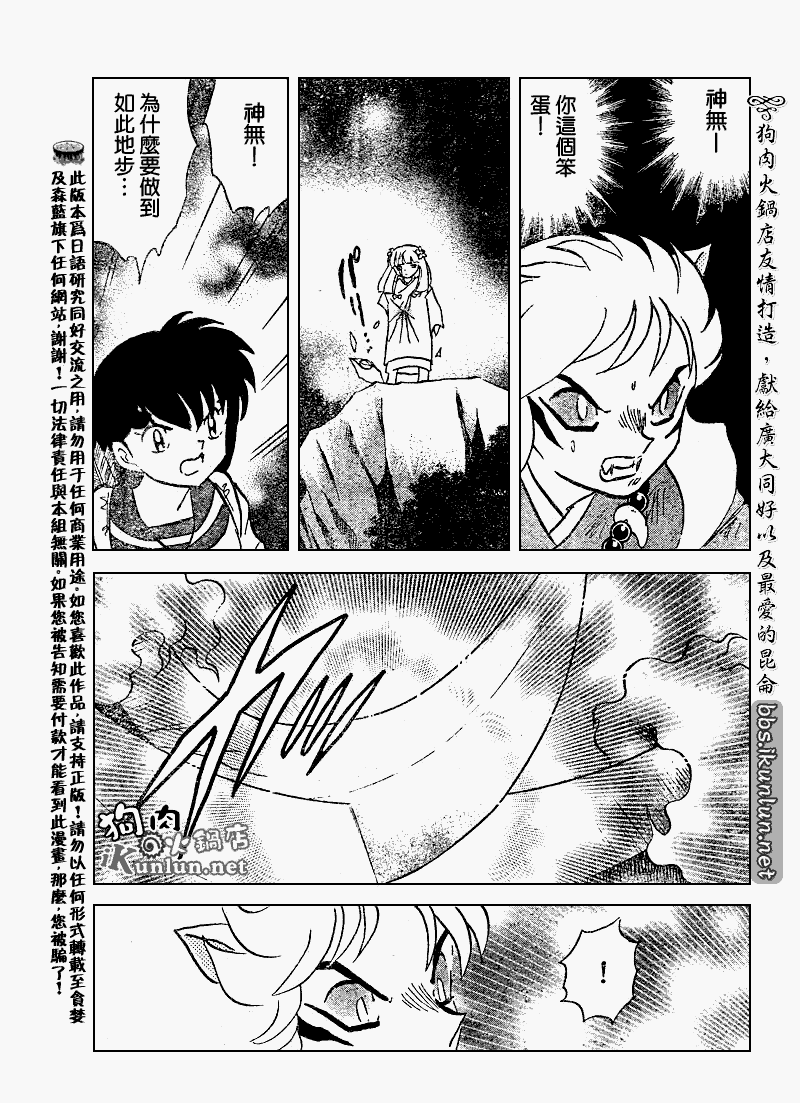 神無—
你這個笨
蛋！
神無！
為什麼要做到
如此地步…
！
狗肉火鍋店友情打造，獻給廣大同好以及最愛的昆侖
bbs.ikunlun.net
狗肉
火鍋店
iKunlun.net
此版本爲日語研究同好交流之用，請勿用于任何商業用途。如您喜歡此作品，請支持正版！請勿以任何形式轉載至貪婪
及森藍旗下任何網站，謝謝！一切法律責任與本組無關。如果您被告知需要付款才能看到此漫畫，那麼，您被騙了！